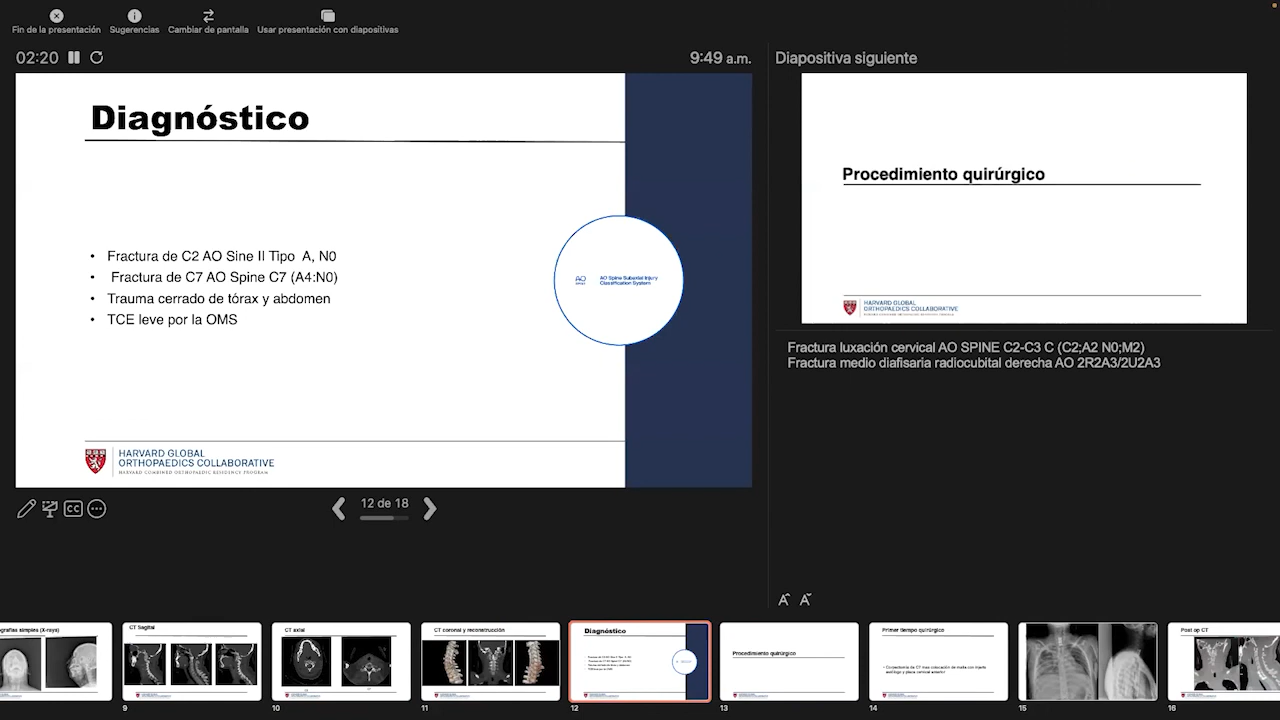 Fin de la presentación
Sugerencias
Cambiar de pantalla
Usar presentación con diapositivas
02:20
9:49 a.m.
Diapositiva siguiente
Diagnóstico
• Fractura de C2 AO Sine II Tipo A, N0
• Fractura de C7 AO Spine C7 (A4:N0)
• Trauma cerrado de tórax y abdomen
• TCE leve por la OMS
AO
AO Spine Subaxial Injury
Classification System
HARVARD GLOBAL
ORTHOPAEDICS COLLABORATIVE
HARVARD COMBINED ORTHOPAEDIC RESIDENCY PROGRAM
Procedimiento quirúrgico
HARVARD GLOBAL
ORTHOPAEDICS COLLABORATIVE
Fractura luxación cervical AO SPINE C2-C3 C (C2;A2 N0;M2)
Fractura medio diafisaria radiocubital derecha AO 2R2A3/2U2A3
CC
12 de 18
A A
(X-rays)
CT Sagital
9
CT axial
10
CT coronal y reconstrucción
11
Diagnóstico
12
Procedimiento quirúrgico
13
Primer tiempo quirúrgico
14
15
Post op CT
16